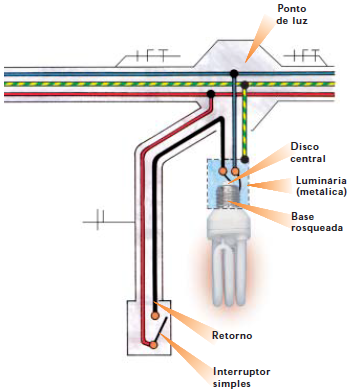 Ponto
de luz
Disco
central
Luminária
(metálica)
Base
rosqueada
Retorno
Interruptor
simples